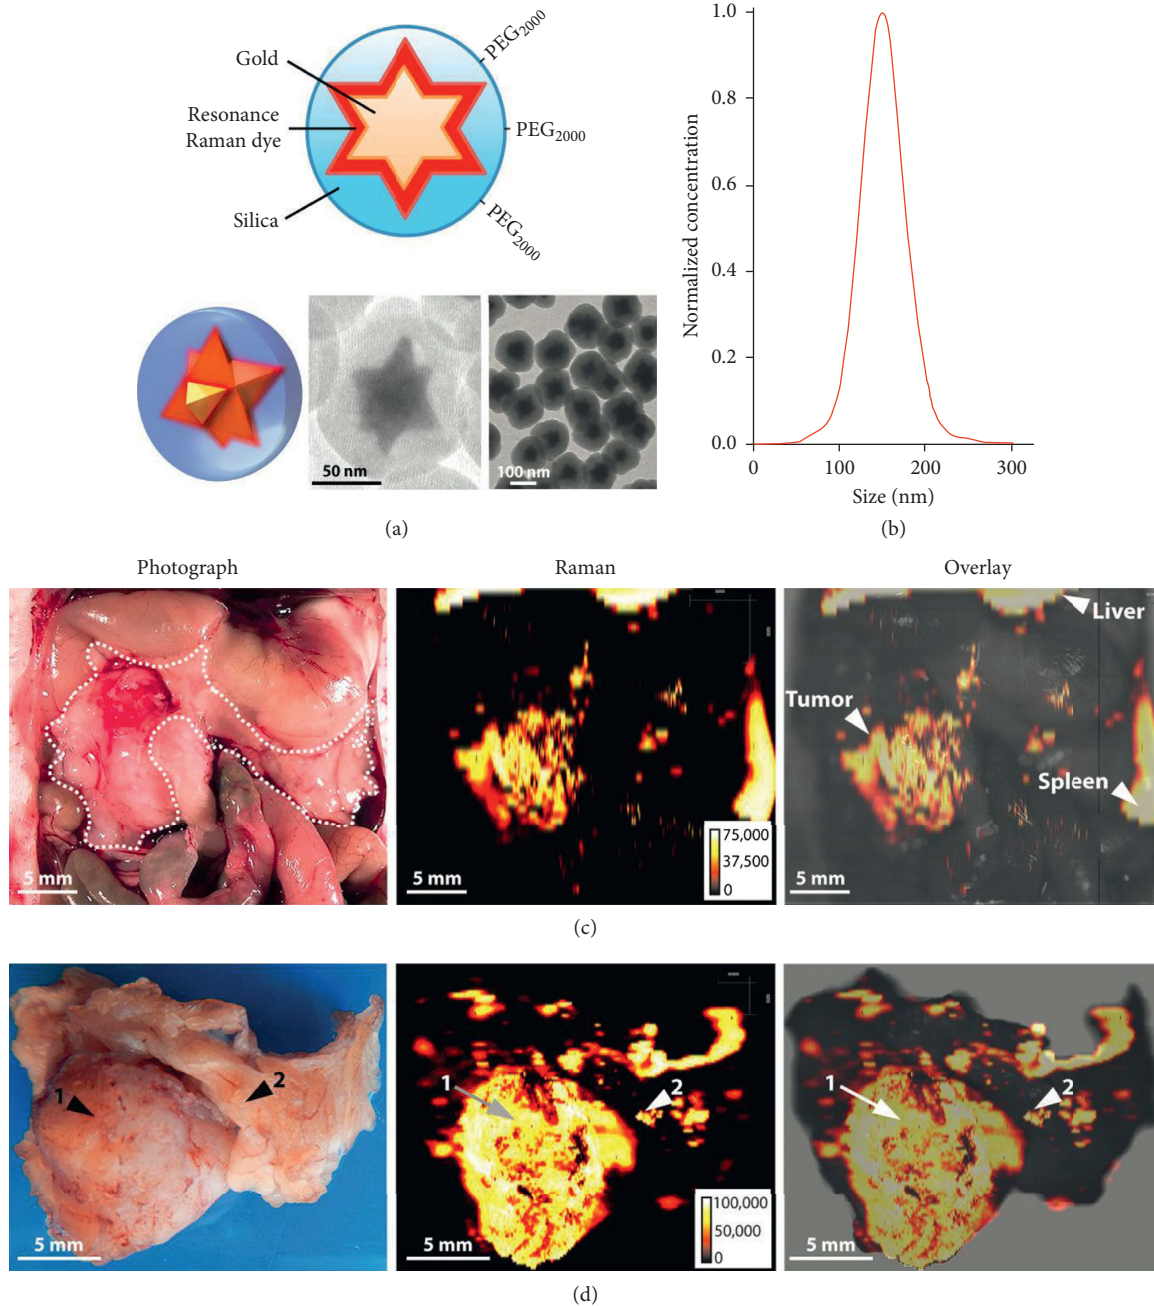 Gold
Resonance
Raman dye
Silica
PEG2000
PEG2000
PEG2000
50 nm
100 nm
(a)
Normalized concentration
1.0
0.8
0.6
0.4
0.2
0.0
0
100
200
300
Size (nm)
(b)
Photograph
Raman
Overlay
5 mm
5 mm
75,000
37,500
0
Liver
Tumor
Spleen
5 mm
(c)
1
2
5 mm
1
2
100,000
50,000
0
5 mm
1
2
5 mm
(d)